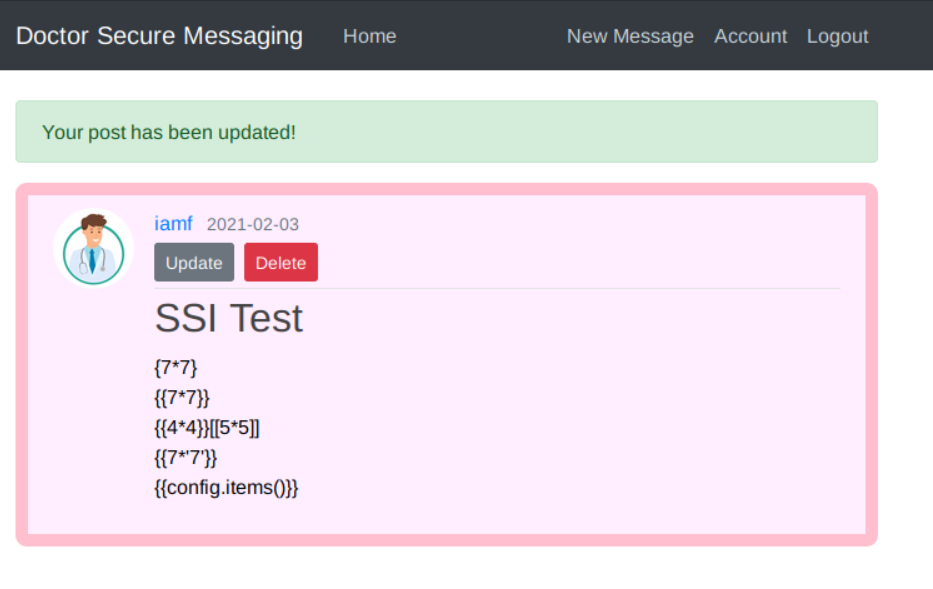 Doctor Secure Messaging Home New Message Account Logout
Your post has been updated!
iamf 2021-02-03
Update Delete
SSI Test
{7*7}
{{7*7}}
{{4*4}}[[5*5]]
{{7*'7'}}
{{config.items()}}